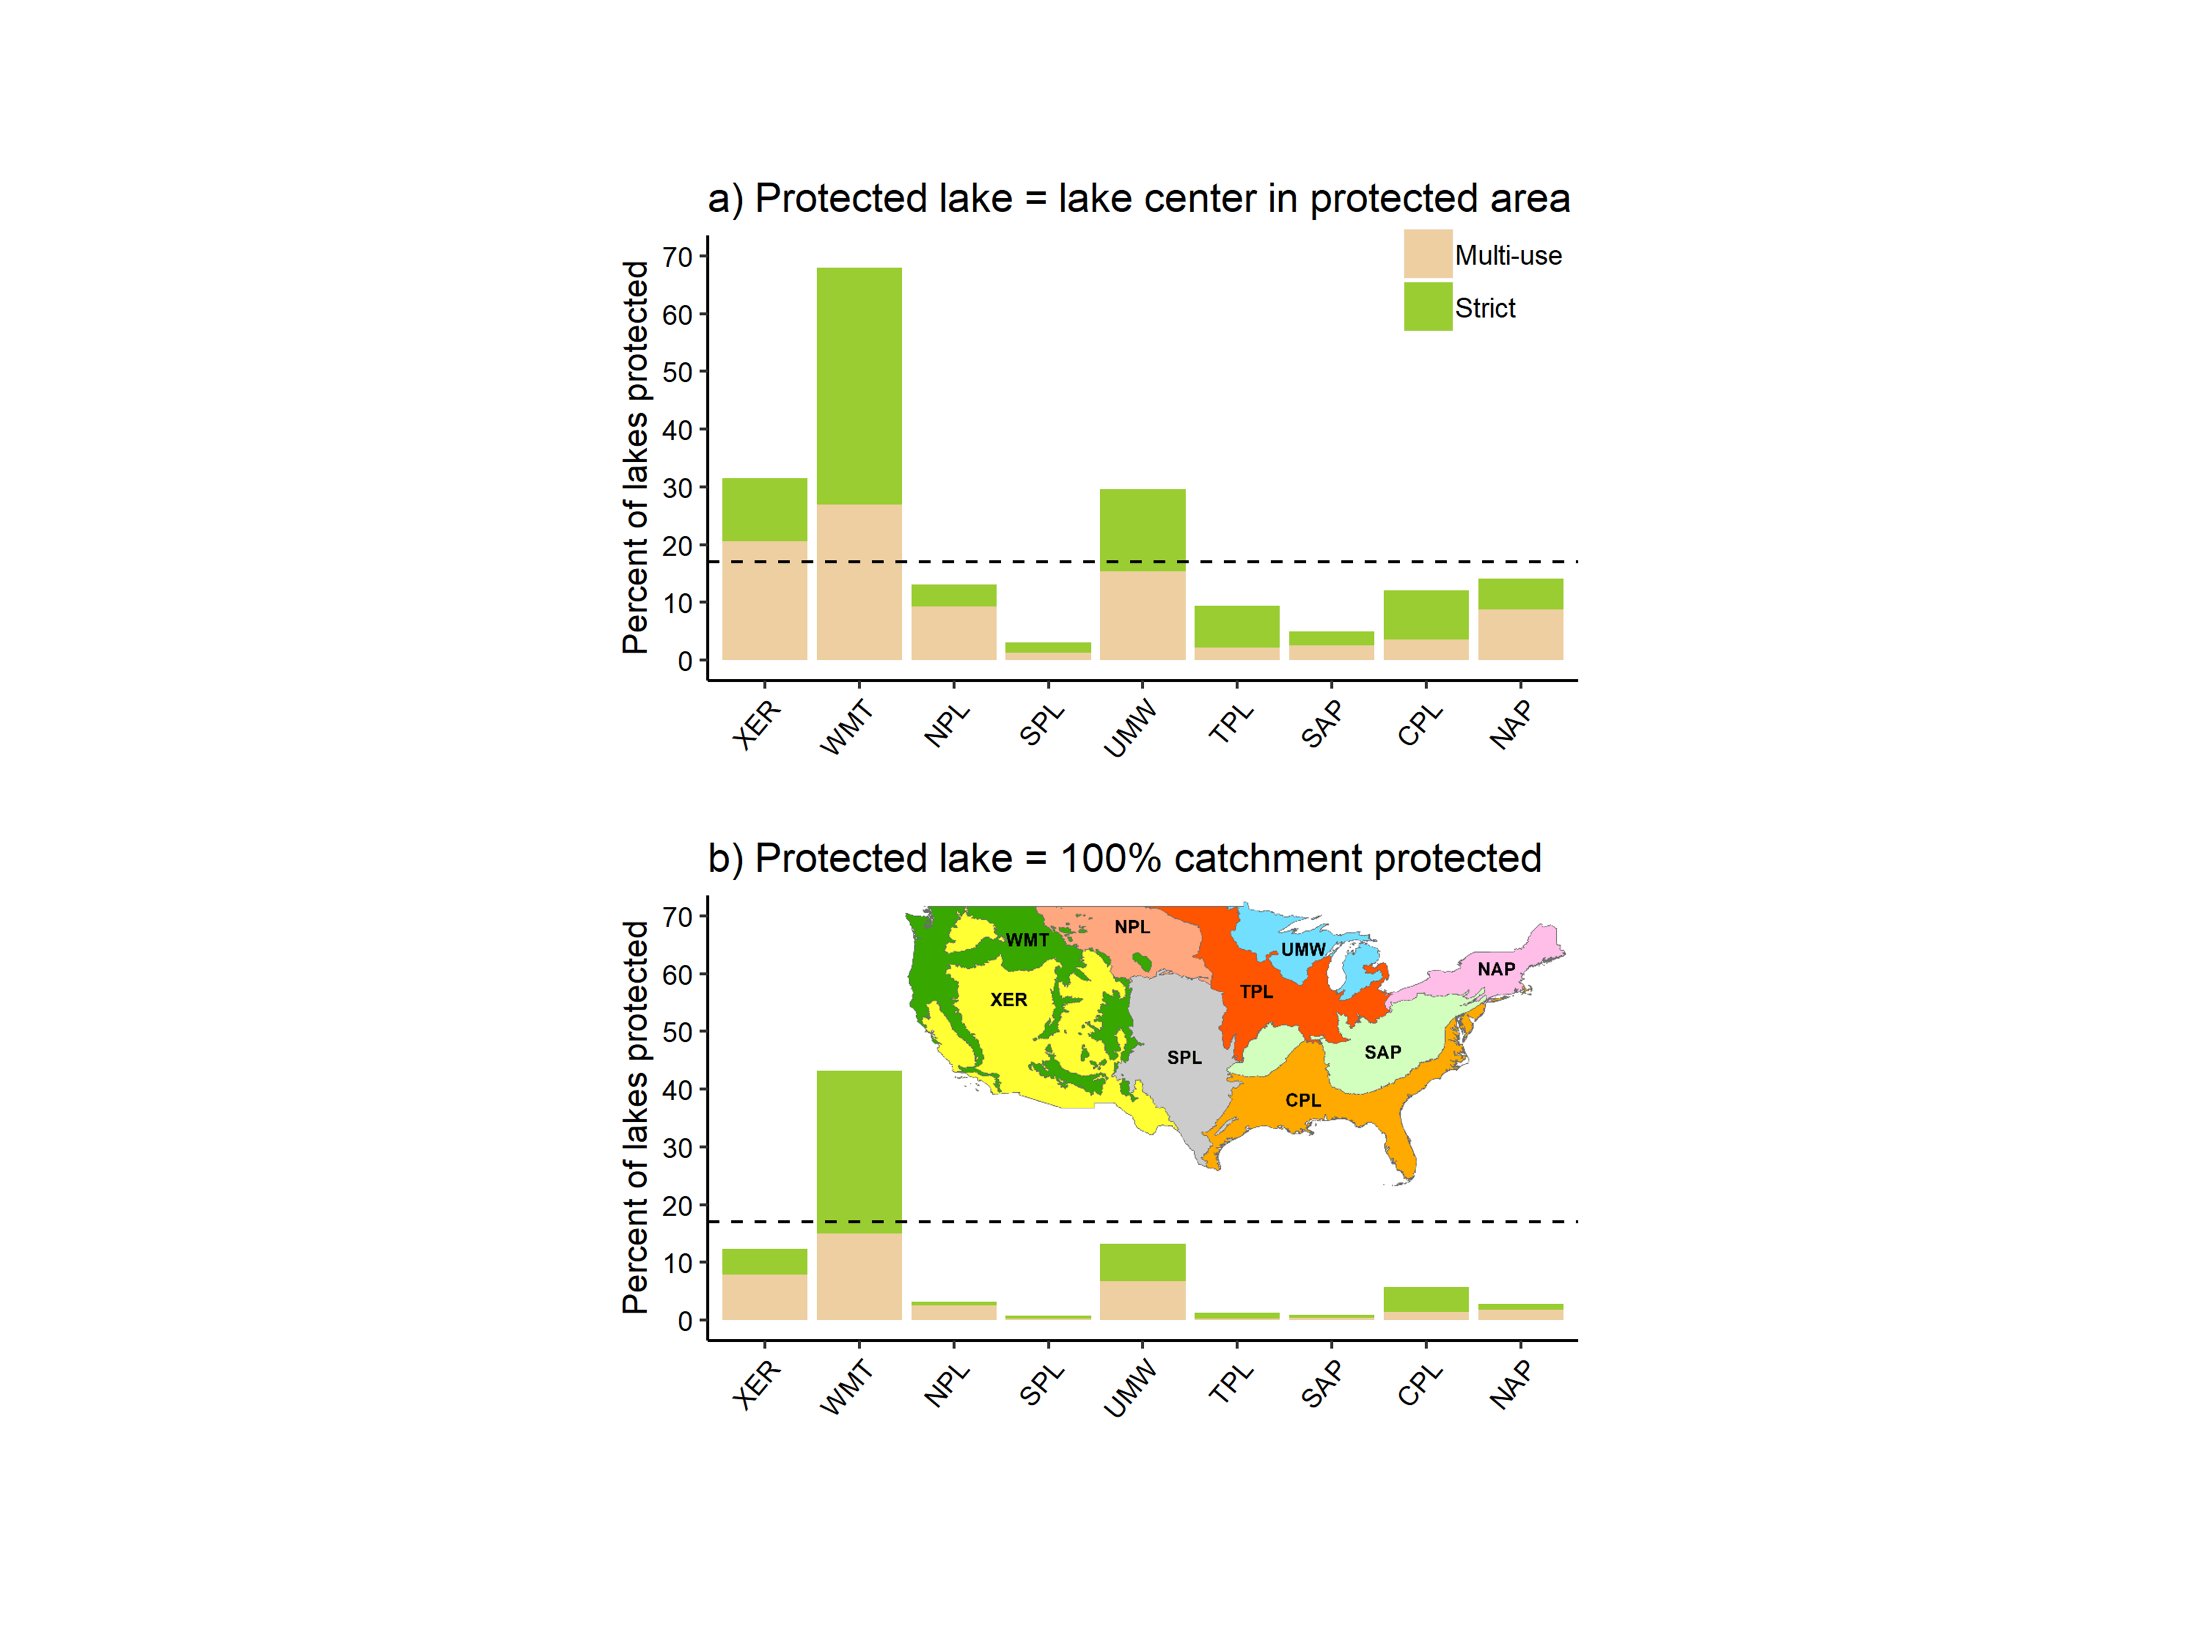 a) Protected lake = lake center in protected area
Percent of lakes protected
70
60
50
40
30
20
10
0
Multi-use
Strict
XER
WMT
NPL
SPL
UMW
TPL
SAP
CPL
NAP
b) Protected lake = 100% catchment protected
Percent of lakes protected
70
60
50
40
30
20
10
0
WMT
NPL
UMW
NAP
XER
TPL
SPL
SAP
CPL
XER
WMT
NPL
SPL
UMW
TPL
SAP
CPL
NAP